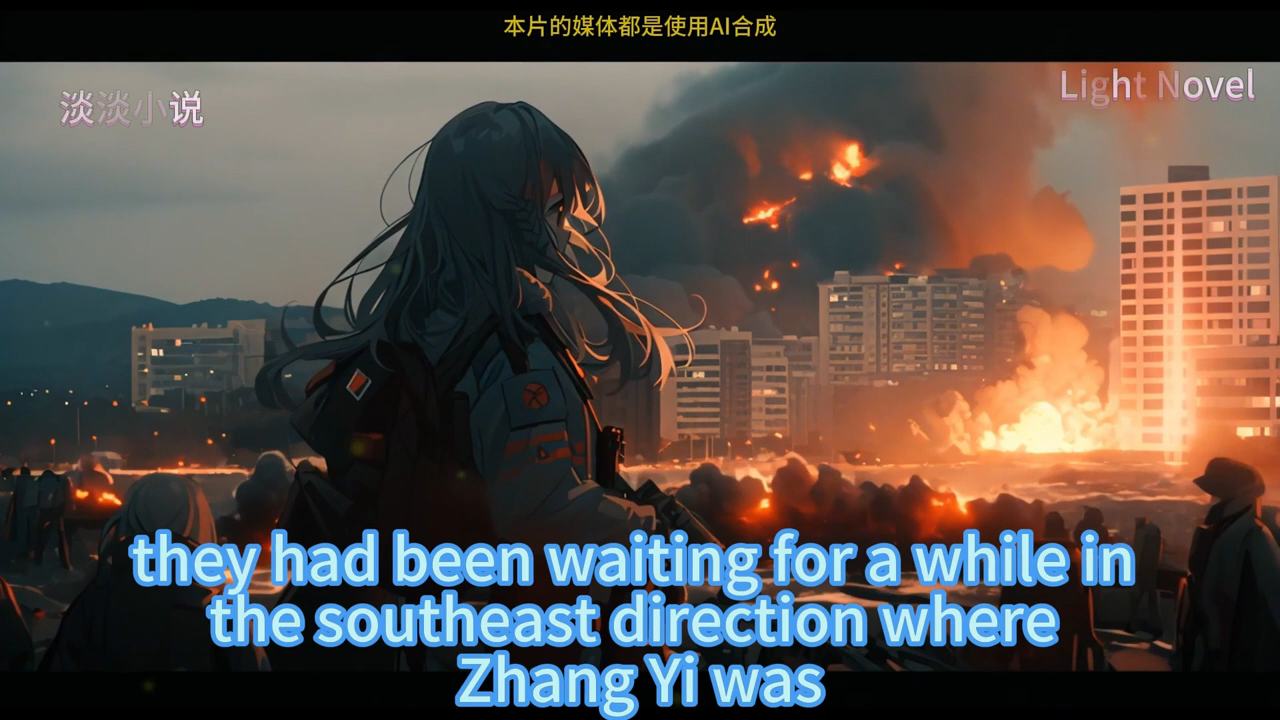 本片的媒体都是使用AI合成
淡淡小说
Light Novel
they had been waiting for a while in
the southeast direction where
Zhang Yi was